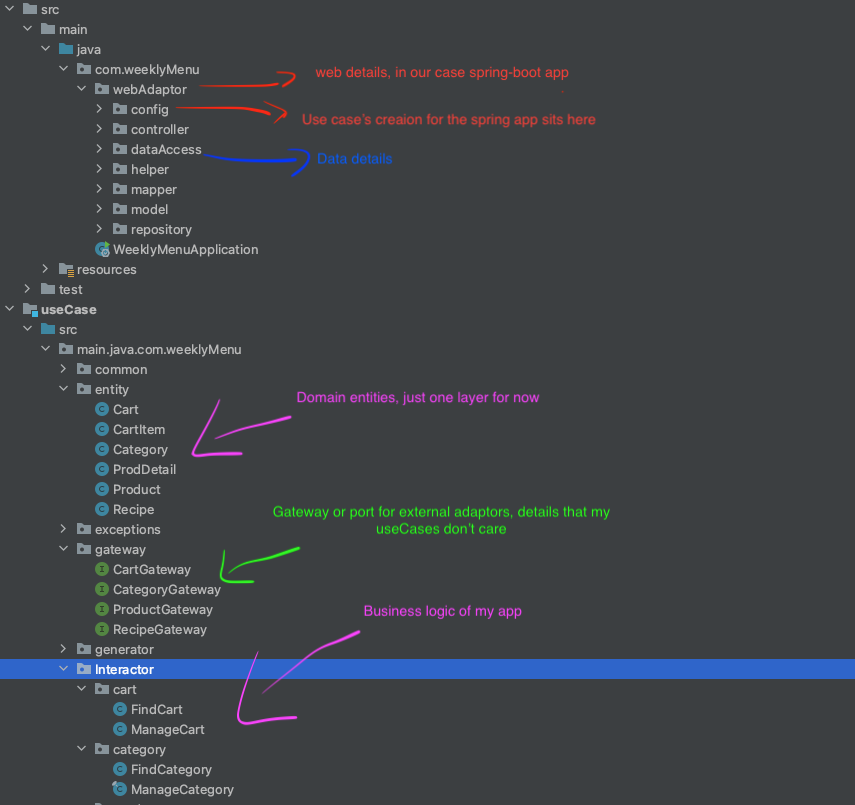 src
main
java
com.weeklyMenu
webAdaptor
web details, in our case spring-boot app
config
Use case's creaion for the spring app sits here
controller
dataAccess
Data details
helper
mapper
model
repository
WeeklyMenuApplication
resources
test
useCase
src
main.java.com.weeklyMenu
common
entity
Domain entities, just one layer for now
Cart
CartItem
Category
ProdDetail
Product
Recipe
Gateway or port for external adaptors, details that my
useCases don't care
exceptions
gateway
CartGateway
CategoryGateway
ProductGateway
Business logic of my app
RecipeGateway
generator
Interactor
cart
FindCart
ManageCart
category
FindCategory
ManageCategory